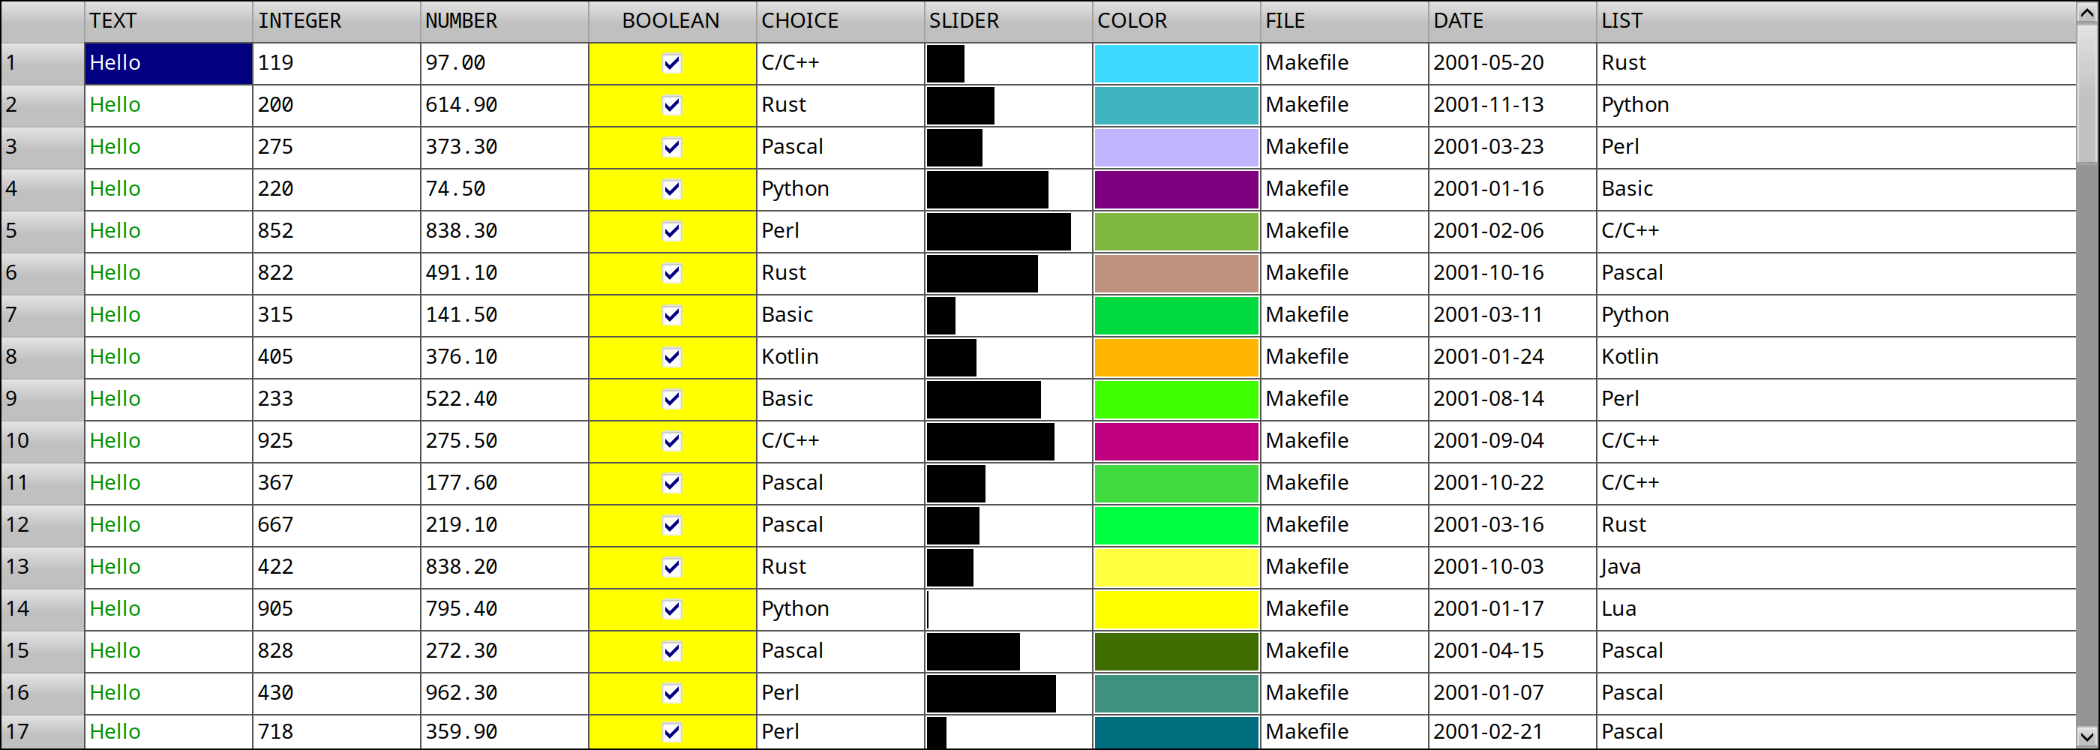 TEXT INTEGER NUMBER BOOLEAN CHOICE SLIDER COLOR FILE DATE LIST
1 Hello 119 97.00 C/C++ Makefile 2001-05-20 Rust
2 Hello 200 614.90 Rust Makefile 2001-11-13 Python
3 Hello 275 373.30 Pascal Makefile 2001-03-23 Perl
4 Hello 220 74.50 Python Makefile 2001-01-16 Basic
5 Hello 852 838.30 Perl Makefile 2001-02-06 C/C++
6 Hello 822 491.10 Rust Makefile 2001-10-16 Pascal
7 Hello 315 141.50 Basic Makefile 2001-03-11 Python
8 Hello 405 376.10 Kotlin Makefile 2001-01-24 Kotlin
9 Hello 233 522.40 Basic Makefile 2001-08-14 Perl
10 Hello 925 275.50 C/C++ Makefile 2001-09-04 C/C++
11 Hello 367 177.60 Pascal Makefile 2001-10-22 C/C++
12 Hello 667 219.10 Pascal Makefile 2001-03-16 Rust
13 Hello 422 838.20 Rust Makefile 2001-10-03 Java
14 Hello 905 795.40 Python Makefile 2001-01-17 Lua
15 Hello 828 272.30 Pascal Makefile 2001-04-15 Pascal
16 Hello 430 962.30 Perl Makefile 2001-01-07 Pascal
17 Hello 718 359.90 Perl Makefile 2001-02-21 Pascal